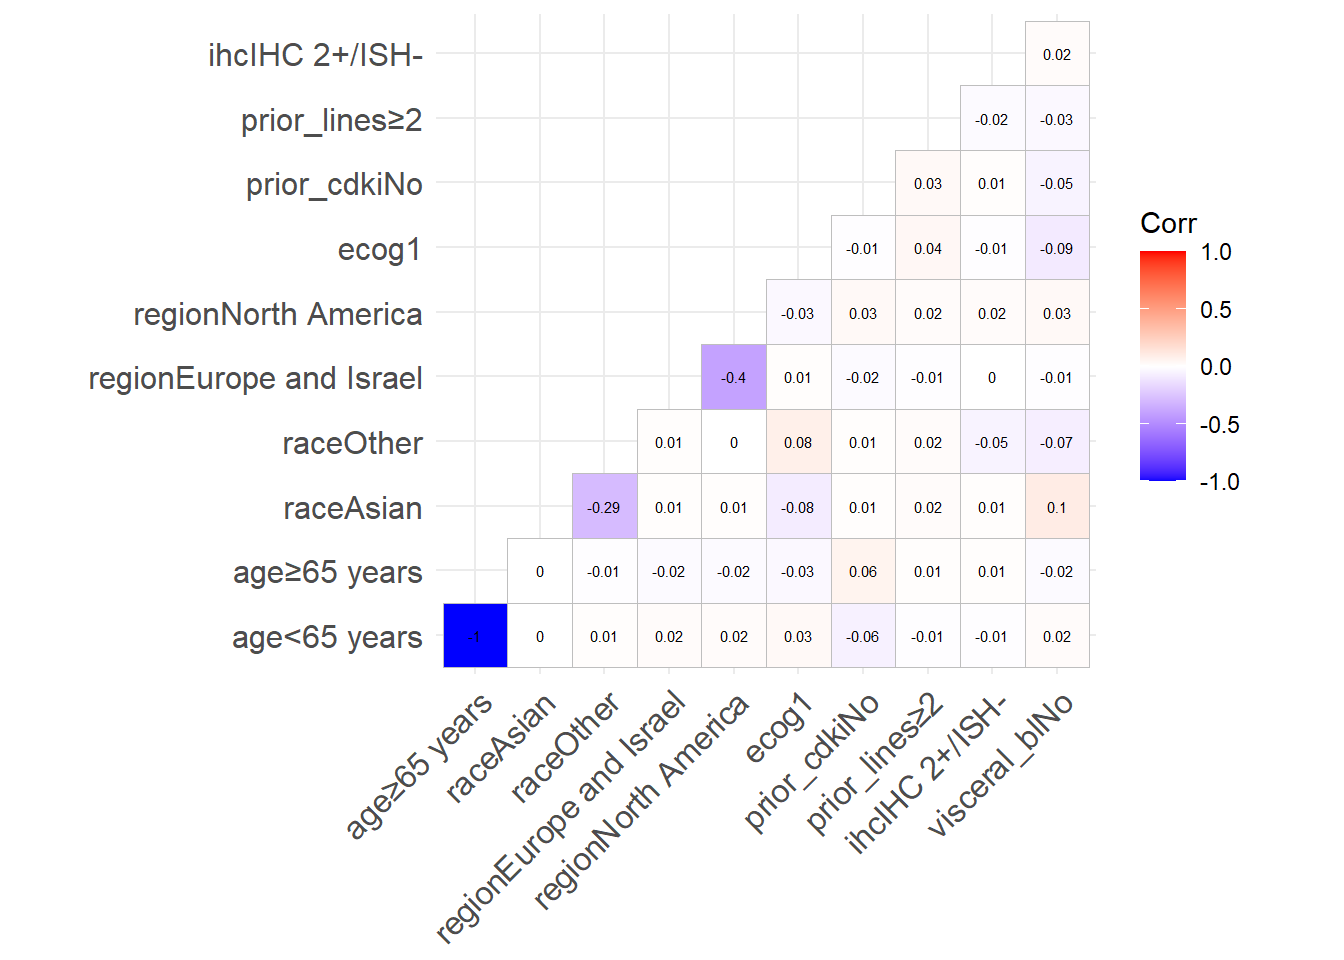 ihcIHC 2+/ISH-
0.02
prior_lines≥2
-0.02 -0.03
prior_cdkiNo
0.03 0.01 -0.05
ecog1
-0.01 0.04 -0.01 -0.09
regionNorth America
-0.03 0.03 0.02 0.02 0.03
regionEurope and Israel
-0.4 0.01 -0.02 -0.01 0 -0.01
raceOther
0.01 0 0.08 0.01 0.02 -0.05 -0.07
raceAsian
-0.29 0.01 0.01 -0.08 0.01 0.02 0.01 0.1
age≥65 years
0 -0.01 -0.02 -0.02 -0.03 0.06 0.01 0.01 -0.02
age<65 years
-1 0 0.01 0.02 0.02 0.03 -0.06 -0.01 -0.01 0.02
age≥65 years
raceAsian
raceOther
regionEurope and Israel
regionNorth America
ecog1
prior_cdkiNo
prior_lines≥2
ihcIHC 2+/ISH-
visceral_blNo
Corr
1.0
0.5
0.0
-0.5
-1.0